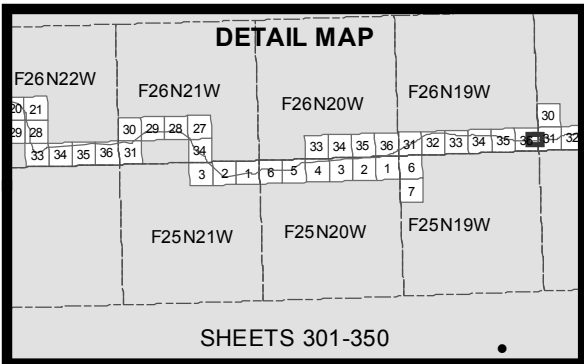 DETAIL MAP
F26N22W
F26N21W
F26N20W
F26N19W
20 21
29 28
30 29 28 27
30
33 34 35 36 31
34
33 34 35 36 31 32 33 34 35 36 31 32
3 2 1 6 5 4 3 2 1 6
7
F25N21W
F25N20W
F25N19W
SHEETS 301-350